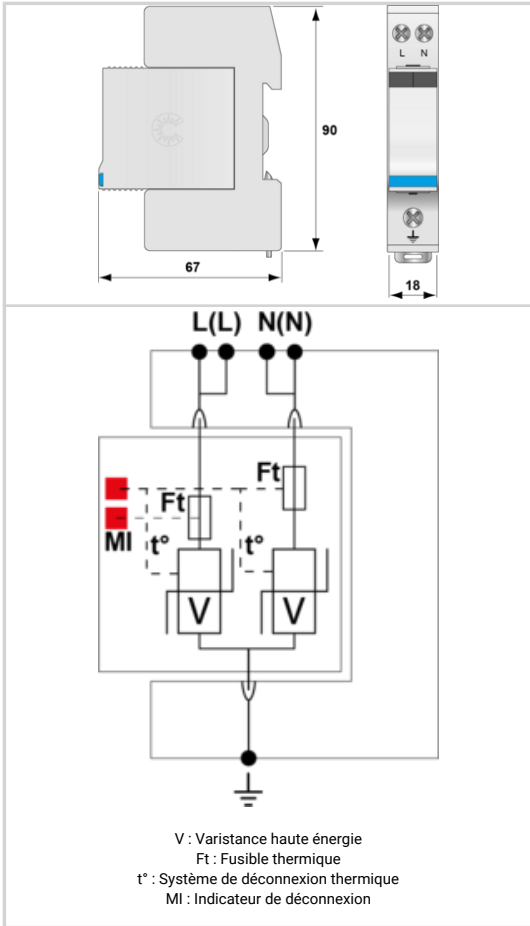 L N
90
67
18
L(L) N(N)
Ft
Ft
MI
t°
t°
V
V
V : Varistance haute énergie
Ft : Fusible thermique
t° : Système de déconnexion thermique
MI : Indicateur de déconnexion